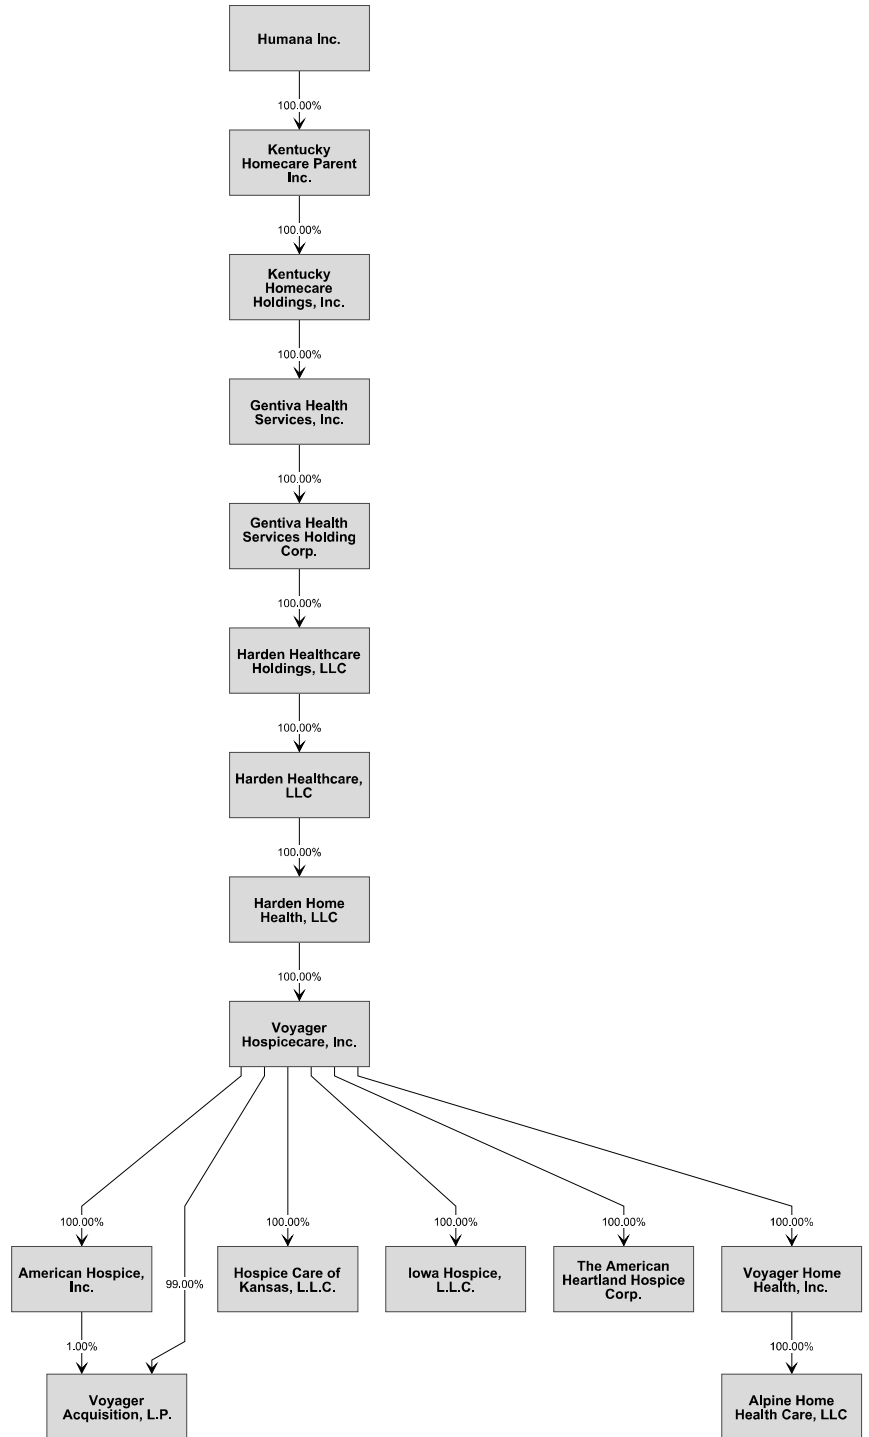 Humana Inc.
100.00%
Kentucky
Homecare Parent
Inc.
100.00%
Kentucky
Homecare
Holdings, Inc.
100.00%
Gentiva Health
Services, Inc.
100.00%
Gentiva Health
Services Holding
Corp.
100.00%
Harden Healthcare
Holdings, LLC
100.00%
Harden Healthcare,
LLC
100.00%
Harden Home
Health, LLC
100.00%
Voyager
Hospicecare, Inc.
100.00%
100.00%
100.00%
100.00%
100.00%
American Hospice,
Inc.
99.00%
Hospice Care of
Kansas, L.L.C.
Iowa Hospice,
L.L.C.
The American
Heartland Hospice
Corp.
Voyager Home
Health, Inc.
1.00%
100.00%
Voyager
Acquisition, L.P.
Alpine Home
Health Care, LLC